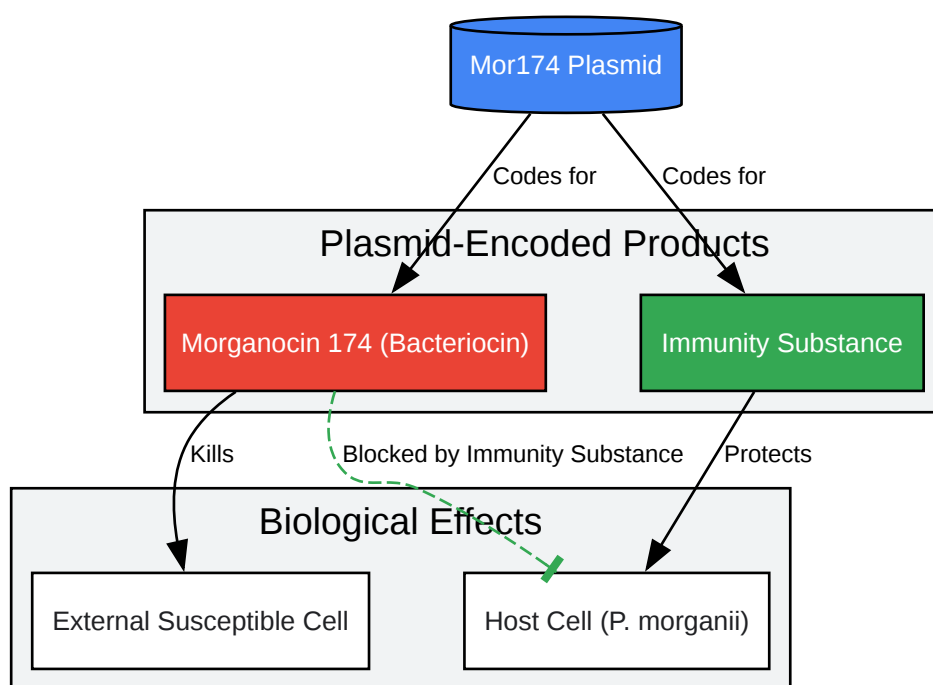 Mor174 Plasmid
Codes for
Codes for
Plasmid-Encoded Products
Morganocin 174 (Bacteriocin)
Immunity Substance
Kills
Blocked by Immunity Substance
Protects
Biological Effects
External Susceptible Cell
Host Cell (P. morganii)